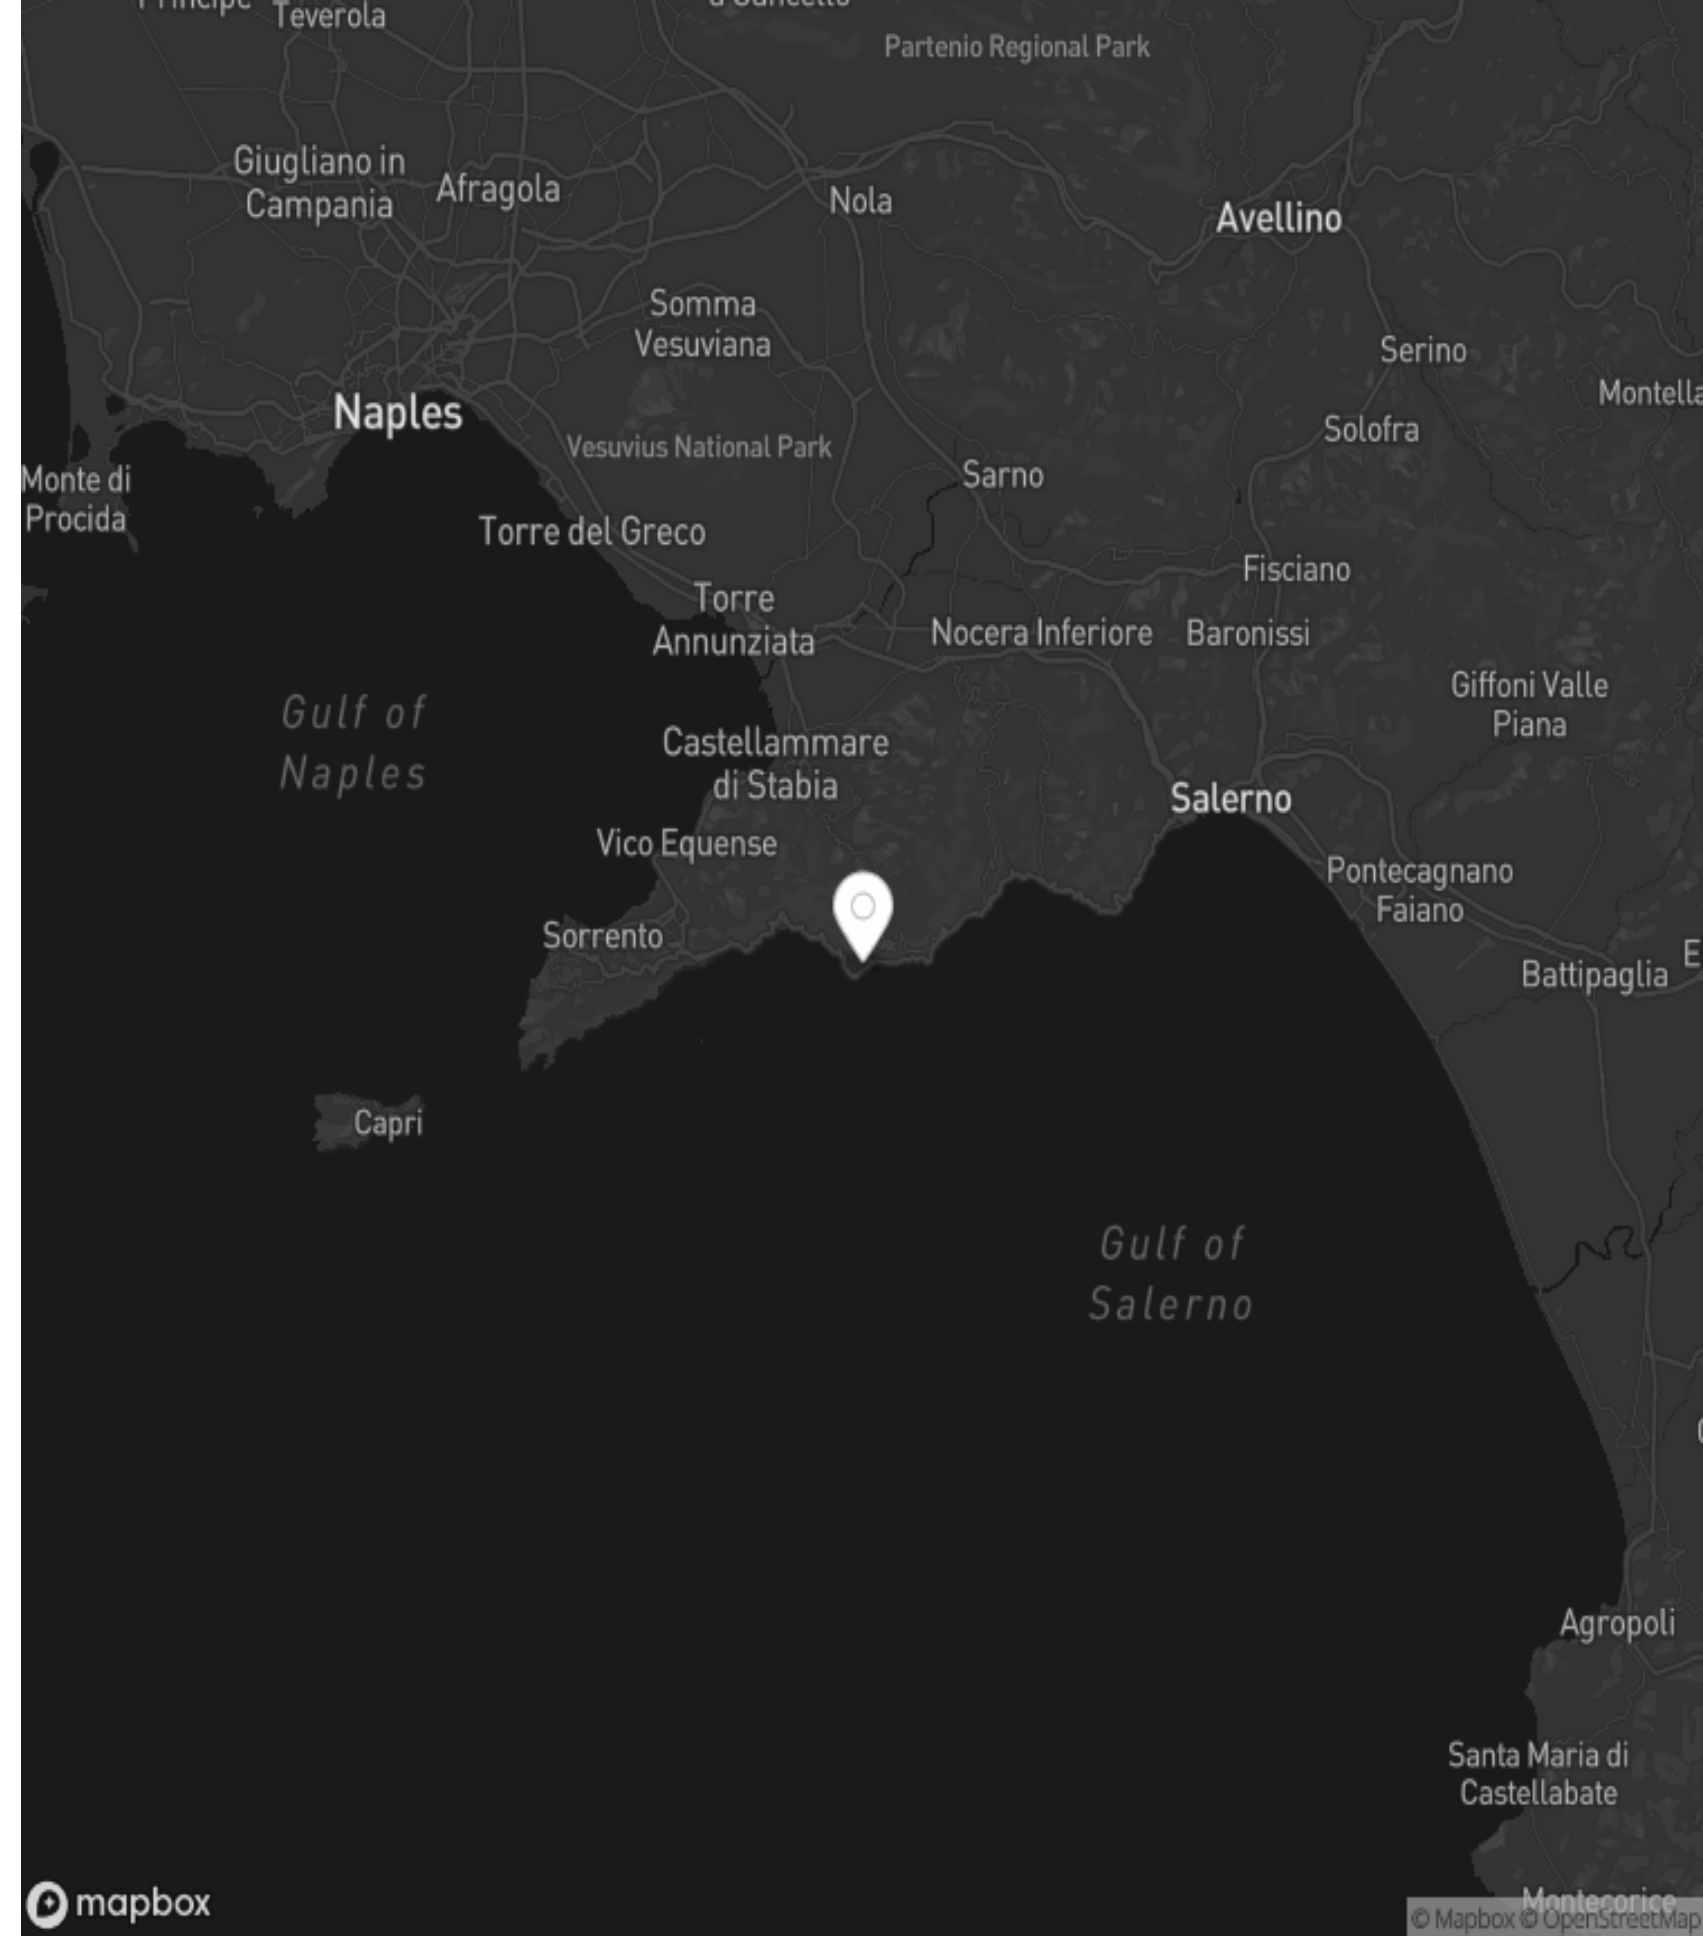 Teverola
Partenio Regional Park
Giugliano in
Campania
Afragola
Nola
Avellino
Somma
Vesuviana
Serino
Montella
Naples
Solofra
Vesuvius National Park
Monte di
Procida
Sarno
Torre del Greco
Fisciano
Torre
Annunziata
Nocera Inferiore
Baronissi
Gulf of
Naples
Giffoni Valle
Piana
Castellammare
di Stabia
Salerno
Vico Equense
Pontecagnano
Faiano
Sorrento
Battipaglia
E
Capri
Gulf of
Salerno
Agropoli
Santa Maria di
Castellabate
Montecorice
mapbox
© Mapbox © OpenStreetMap